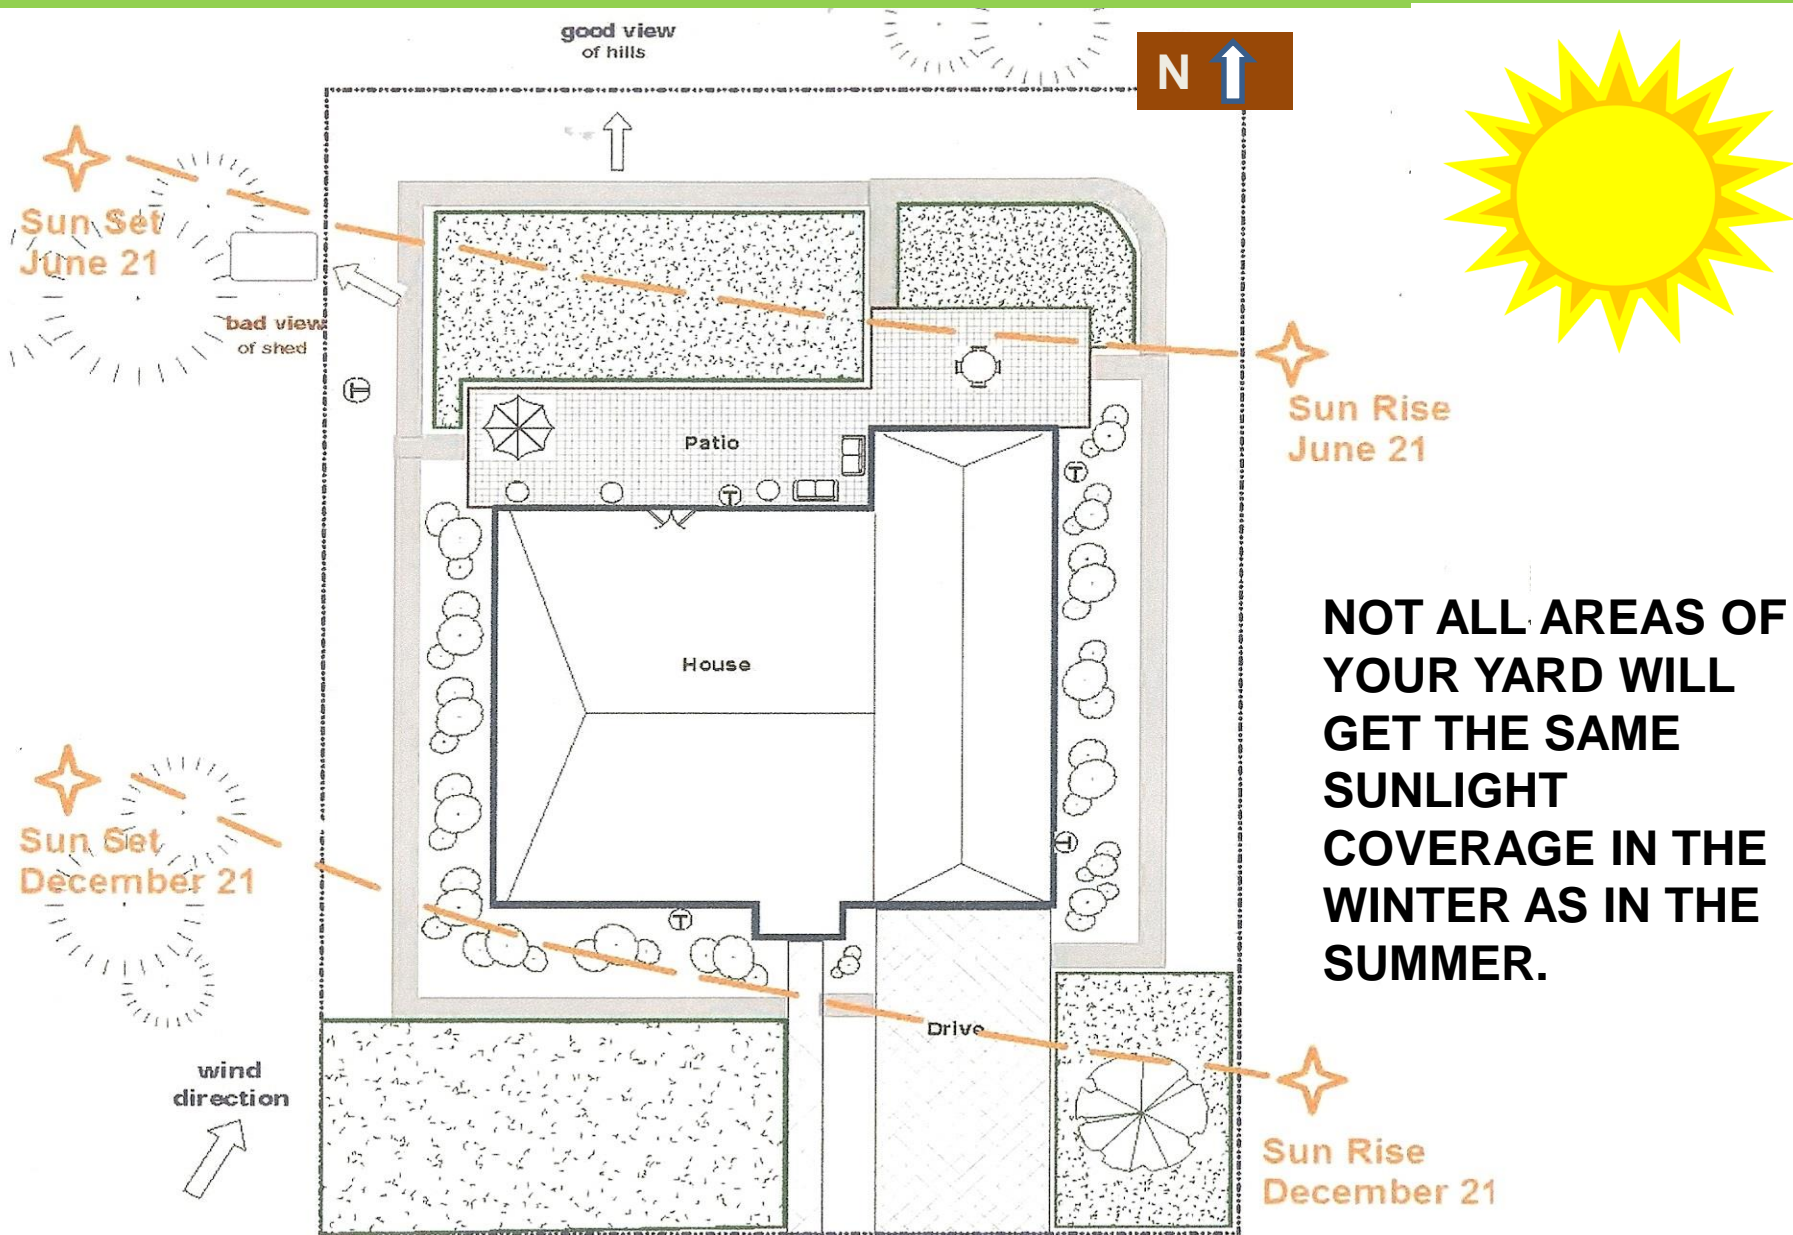 good view
of hills
N
Sun Set
June 21
bad view
of shed
Sun Rise
June 21
Patio
T
T
T
House
NOT ALL AREAS OF
YOUR YARD WILL
GET THE SAME
SUNLIGHT
COVERAGE IN THE
WINTER AS IN THE
SUMMER.
Sun Set
December 21
T
T
Drive
wind
direction
Sun Rise
December 21